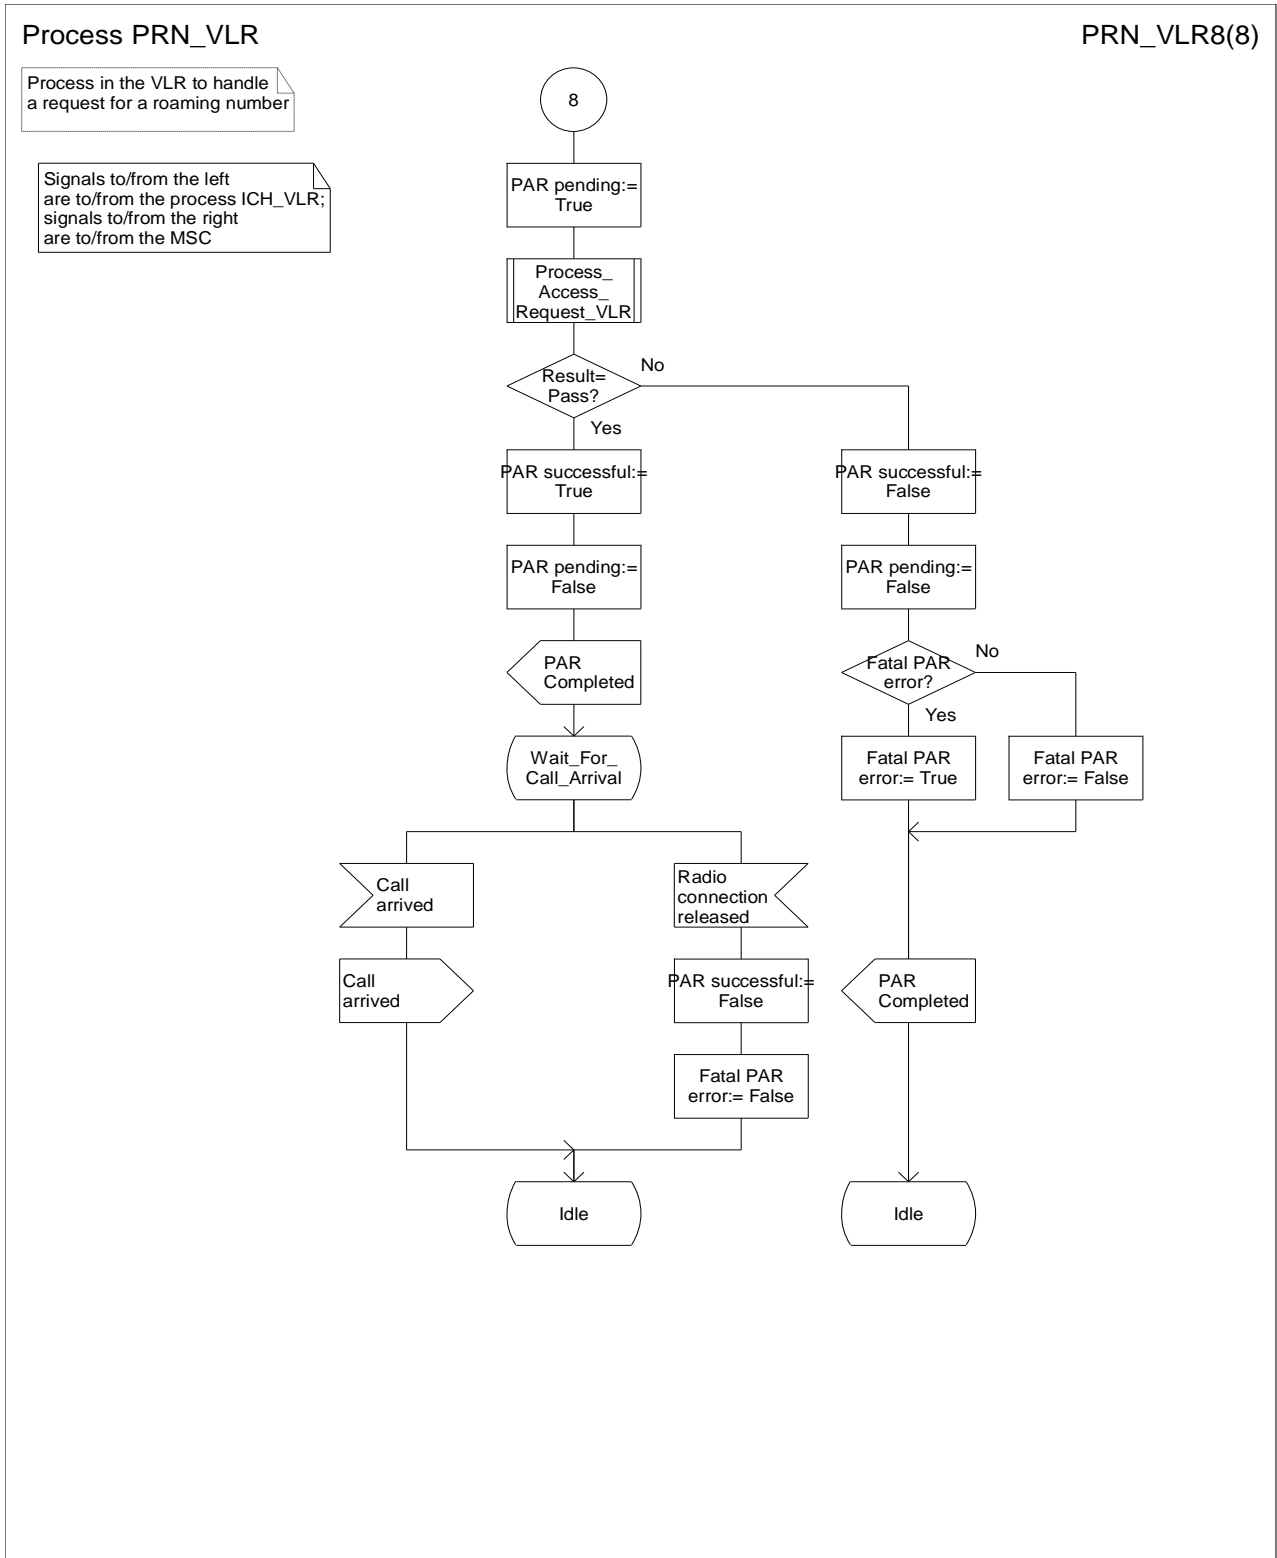 Process PRN_VLR
PRN_VLR8(8)
Process in the VLR to handle
a request for a roaming number
Signals to/from the left
are to/from the process ICH_VLR;
signals to/from the right
are to/from the MSC
8
PAR pending:=
True
Process_
Access_
Request_VLR
Result=
Pass?
No
Yes
PAR successful:=
True
PAR successful:=
False
PAR pending:=
False
PAR pending:=
False
PAR
Completed
Fatal PAR
error?
No
Yes
Wait_For_
Call_Arrival
Fatal PAR
error:= True
Fatal PAR
error:= False
Call
arrived
Radio
connection
released
Call
arrived
PAR successful:=
False
PAR
Completed
Fatal PAR
error:= False
Idle
Idle